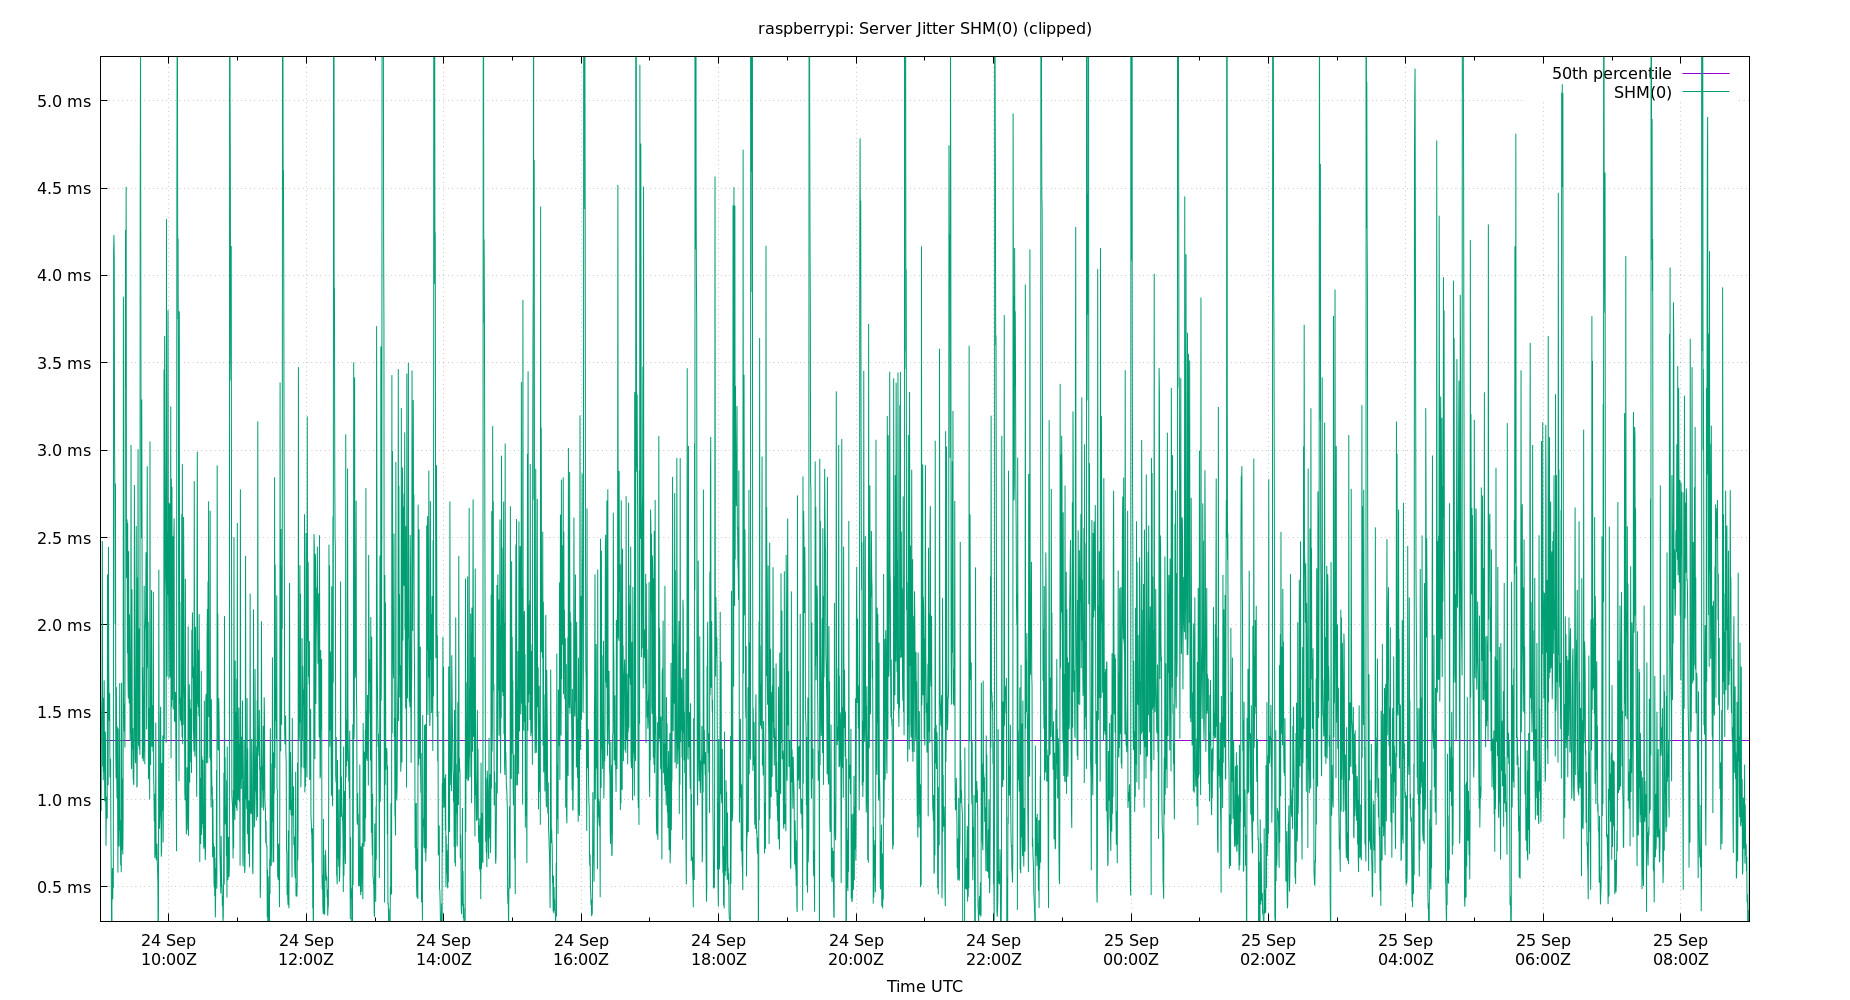 raspberrypi: Server Jitter SHM(0) (clipped)
50th percentile
SHM(0)
5.0 ms
4.5 ms
4.0 ms
3.5 ms
3.0 ms
2.5 ms
2.0 ms
1.5 ms
1.0 ms
0.5 ms
24 Sep 24 Sep 24 Sep 24 Sep 24 Sep 24 Sep 24 Sep 25 Sep 25 Sep 25 Sep 25 Sep 25 Sep
10:00Z 12:00Z 14:00Z 16:00Z 18:00Z 20:00Z 22:00Z 00:00Z 02:00Z 04:00Z 06:00Z 08:00Z
Time UTC